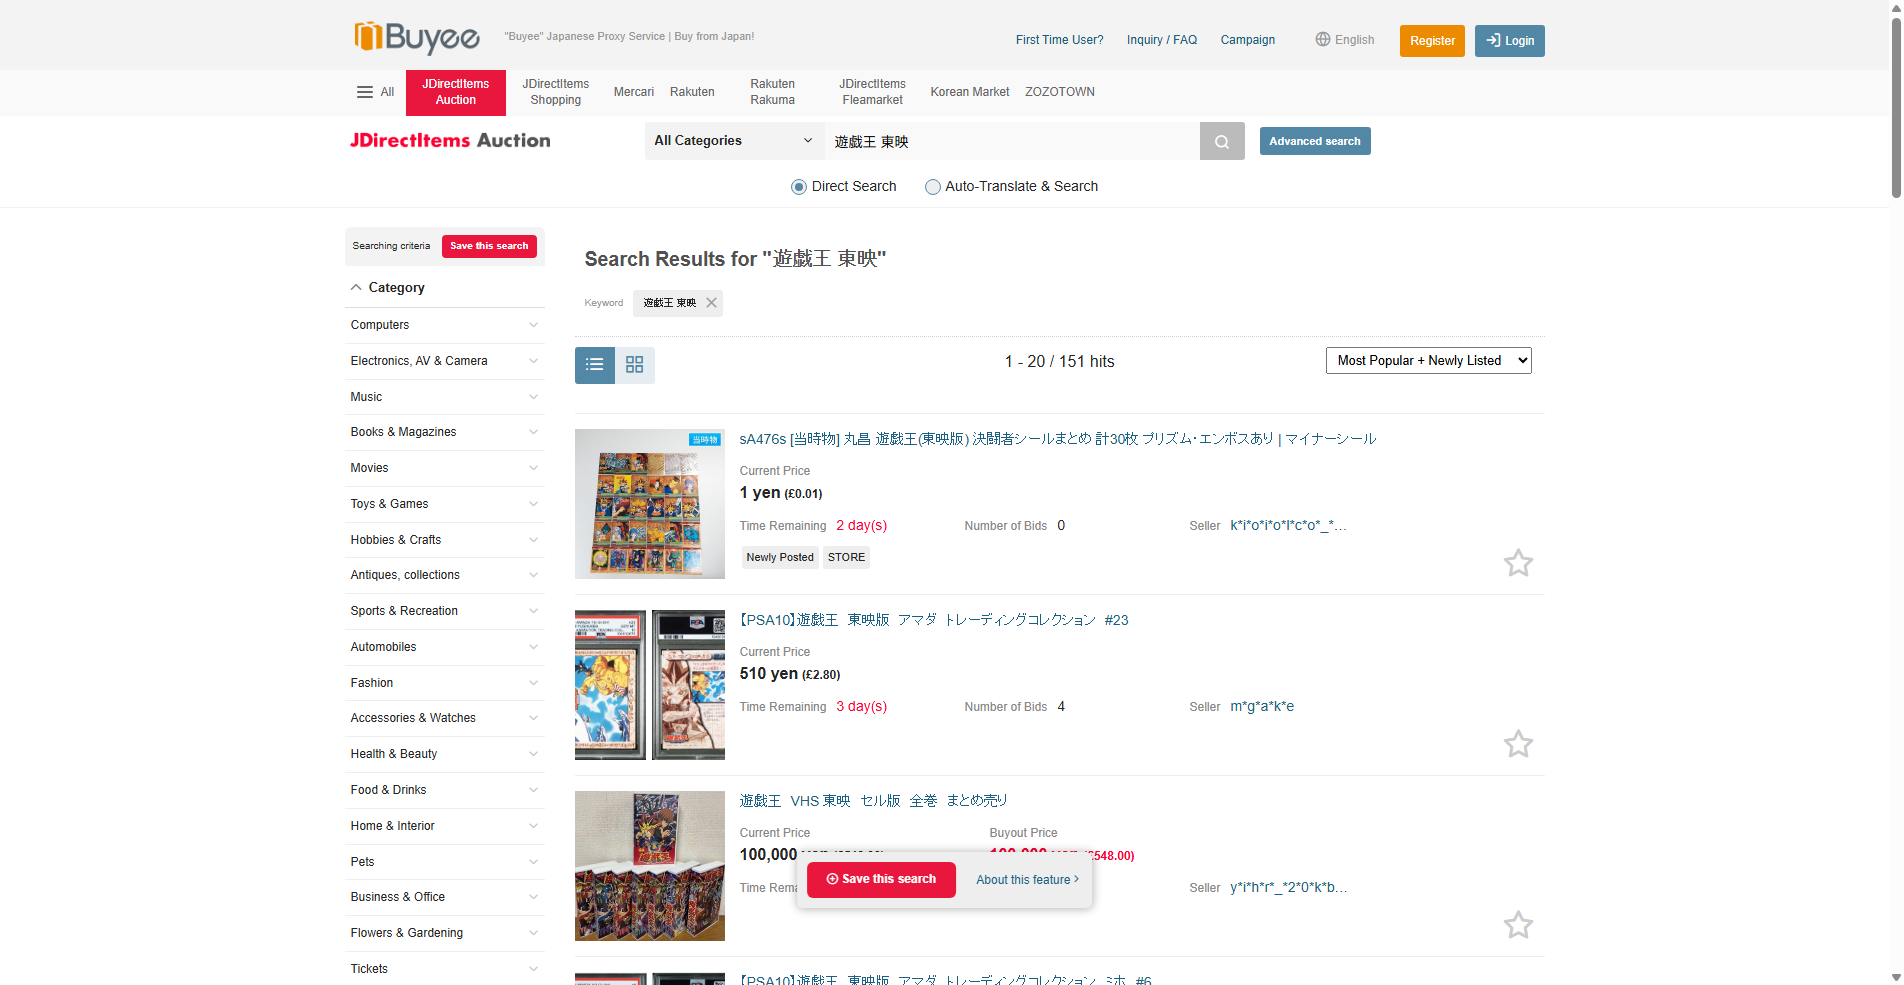 Buyee
"Buyee" Japanese Proxy Service | Buy from Japan!
First Time User?
Inquiry / FAQ
Campaign
English
Register
Login
All
JDirectItems Auction
JDirectItems Shopping
Mercari
Rakuten
Rakuten Rakuma
JDirectItems Fleamarket
Korean Market
ZOZOTOWN
JDirectItems Auction
All Categories
遊戯王 東映
Advanced search
Direct Search
Auto-Translate & Search
Searching criteria
Save this search
Category
Computers
Electronics, AV & Camera
Music
Books & Magazines
Movies
Toys & Games
Hobbies & Crafts
Antiques, collections
Sports & Recreation
Automobiles
Fashion
Accessories & Watches
Health & Beauty
Food & Drinks
Home & Interior
Pets
Business & Office
Flowers & Gardening
Tickets
Search Results for "遊戯王 東映"
Keyword
遊戯王 東映
1 - 20 / 151 hits
Most Popular + Newly Listed
当時物
sA476s [当時物] 丸昌 遊戯王(東映版) 決闘者シールまとめ 計30枚 プリズム・エンボスあり | マイナーシール
Current Price
1 yen (£0.01)
Time Remaining 2 day(s)
Number of Bids 0
Seller k*i*o*i*o*l*c*o*_*…
Newly Posted
STORE
【PSA10】遊戯王　東映版　アマダ　トレーディングコレクション　#23
Current Price
510 yen (£2.80)
Time Remaining 3 day(s)
Number of Bids 4
Seller m*g*a*k*e
遊戯王　VHS 東映　セル版　全巻　まとめ売り
Current Price
100,000
Buyout Price
£548.00)
Time Rema
Seller y*i*h*r*_*2*0*k*b…
Save this search
About this feature
【PSA10】遊戯王　東映版　アマダ　トレーディングコレクション　ミホ　#6